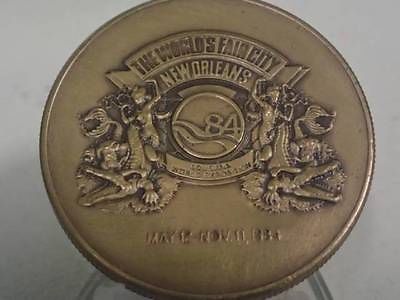 THE WORLD'S FAIR CITY
NEW ORLEANS
84
MAY 12 - NOV 11, 1984